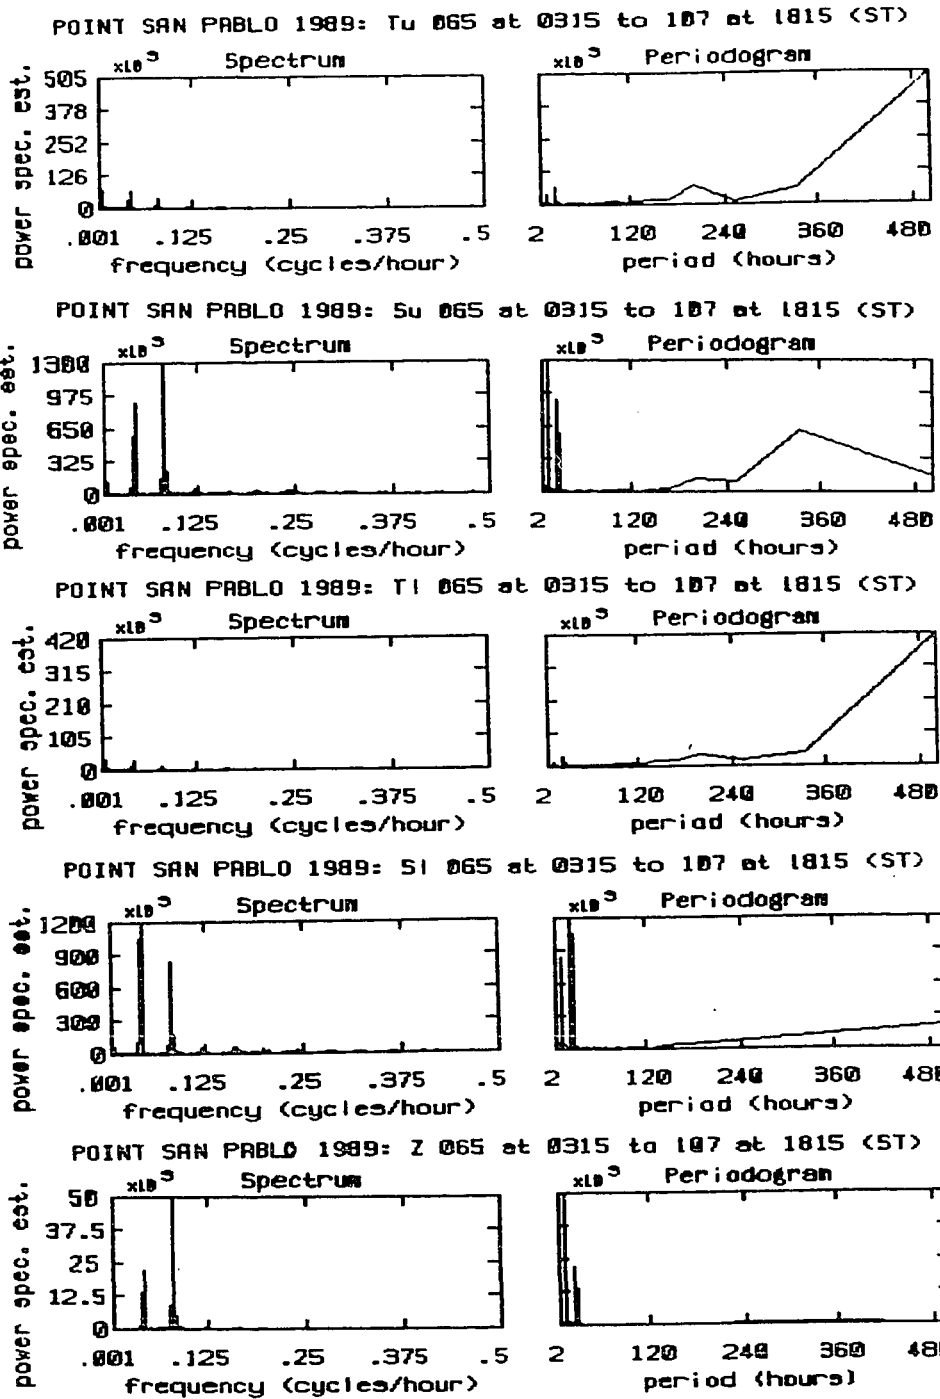 POINT SAN PABLO 1989: Tu 065 at 0315 to 107 at 1815 (ST)
x10 3 Spectrum
x10 3 Periodogram
power spec. est.
505
378
252
126
0
.001 .125 .25 .375 .5
frequency (cycles/hour)
2 120 240 360 480
period (hours)
POINT SAN PABLO 1989: Su 065 at 0315 to 107 at 1815 (ST)
x10 3 Spectrum
x10 3 Periodogram
power spec. est.
1300
975
650
325
0
.001 .125 .25 .375 .5
frequency (cycles/hour)
2 120 240 360 480
period (hours)
POINT SAN PABLO 1989: Tl 065 at 0315 to 107 at 1815 (ST)
x10 3 Spectrum
x10 3 Periodogram
power spec. est.
420
315
210
105
0
.001 .125 .25 .375 .5
frequency (cycles/hour)
2 120 240 360 480
period (hours)
POINT SAN PABLO 1989: Sl 065 at 0315 to 107 at 1815 (ST)
x10 3 Spectrum
x10 3 Periodogram
power spec. est.
1200
900
600
300
0
.001 .125 .25 .375 .5
frequency (cycles/hour)
2 120 240 360 48
period (hours)
POINT SAN PABLO 1989: Z 065 at 0315 to 107 at 1815 (ST)
x10 3 Spectrum
x10 3 Periodogram
power spec. est.
50
37.5
25
12.5
0
.001 .125 .25 .375 .5
frequency (cycles/hour)
2 120 240 360 48
period (hours)